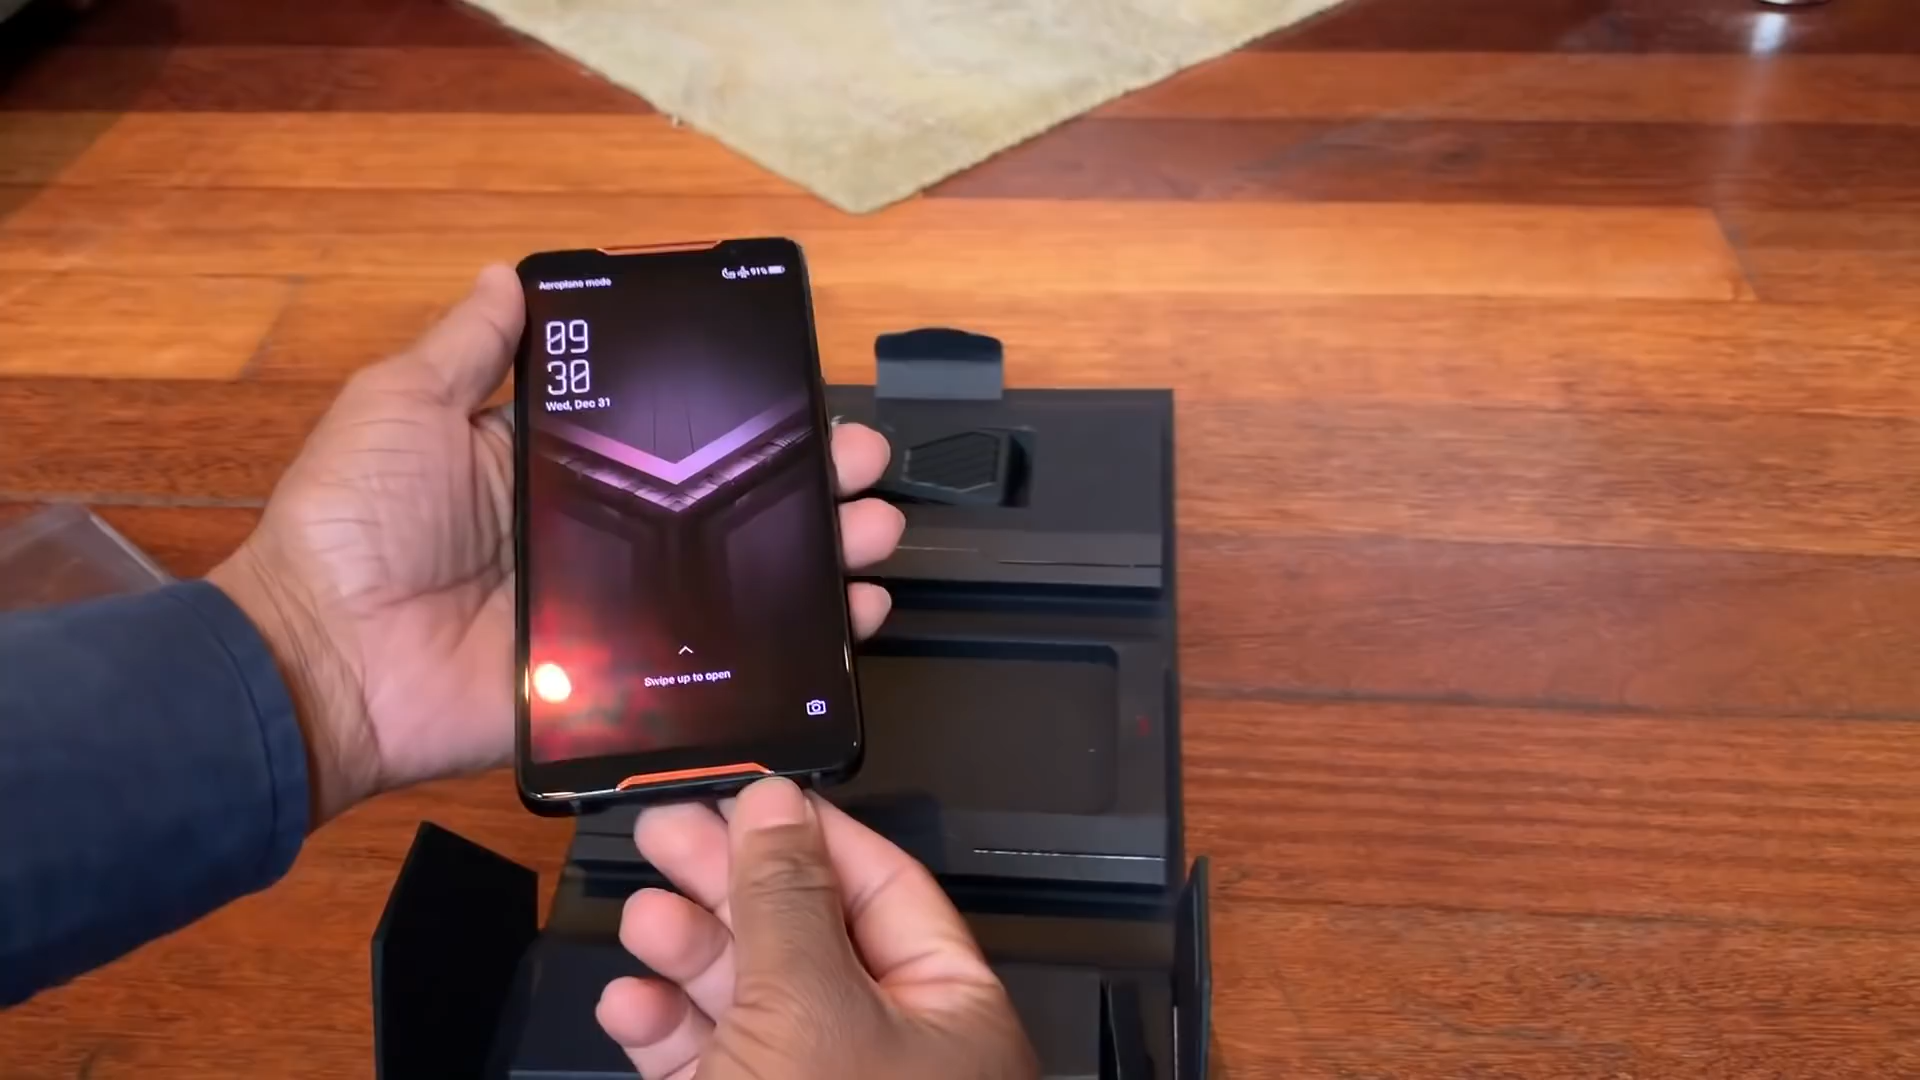 Aeroplane mode
91%
09
30
Wed, Dec 31
Swipe up to open